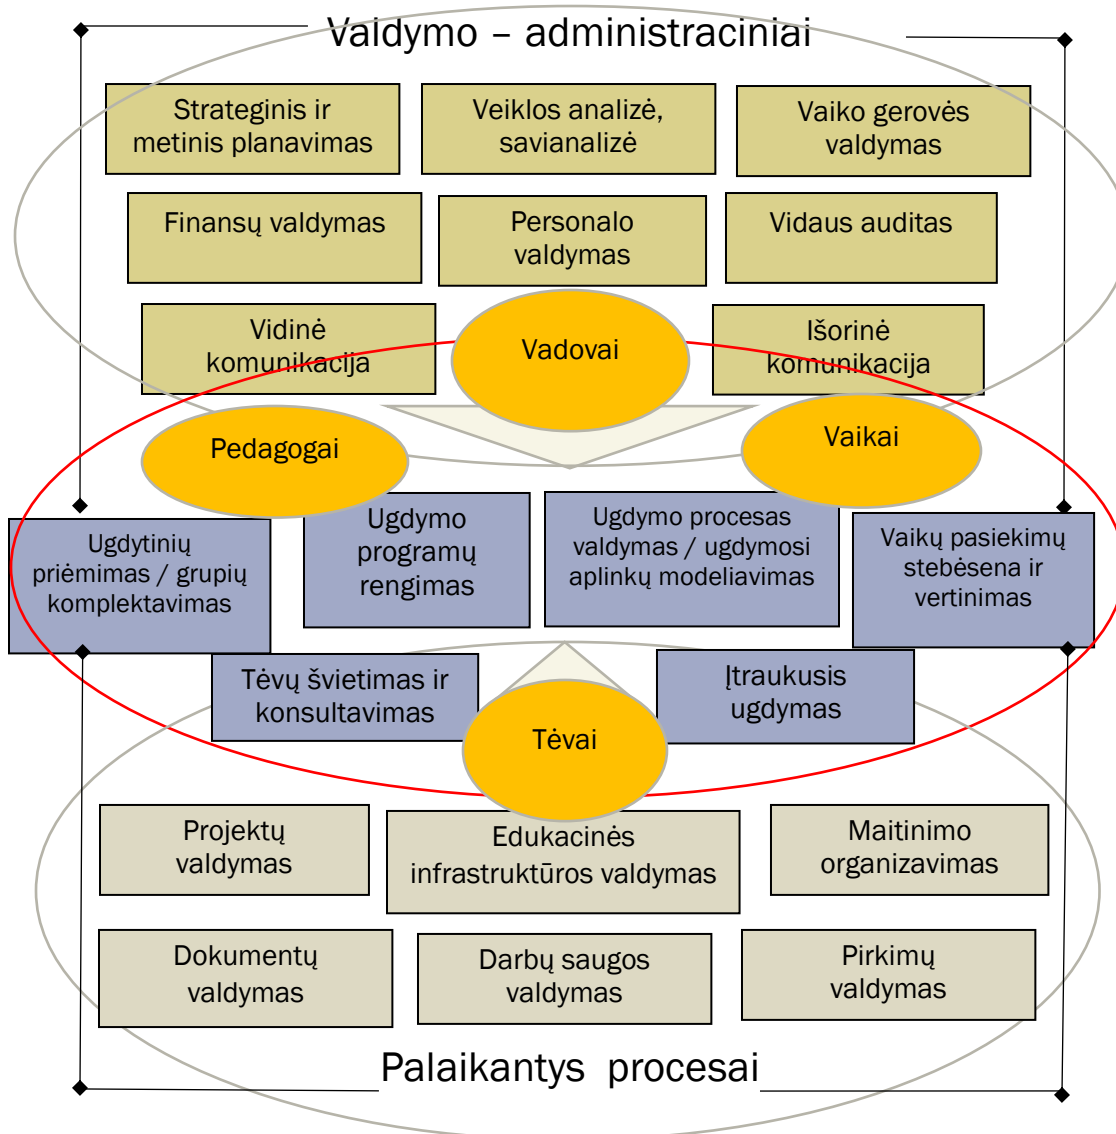 Valdymo – administraciniai
Strateginis ir
metinis planavimas
Veiklos analizė,
savianalizė
Vaiko gerovės
valdymas
Finansų valdymas
Personalo
valdymas
Vidaus auditas
Vidinė
komunikacija
Vadovai
Išorinė
komunikacija
Pedagogai
Vaikai
Ugdytinių
priėmimas / grupių
komplektavimas
Ugdymo
programų
rengimas
Ugdymo procesas
valdymas / ugdymosi
aplinkų modeliavimas
Vaikų pasiekimų
stebėsena ir
vertinimas
Tėvų švietimas ir
konsultavimas
Įtraukusis
ugdymas
Tėvai
Projektų
valdymas
Edukacinės
infrastruktūros valdymas
Maitinimo
organizavimas
Dokumentų
valdymas
Darbų saugos
valdymas
Pirkimų
valdymas
Palaikantys procesai